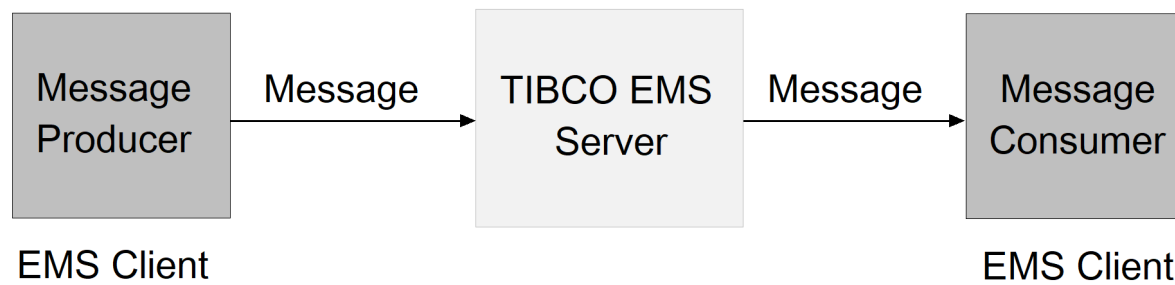 Message
Producer
Message
TIBCO EMS
Server
Message
Message
Consumer
EMS Client
EMS Client